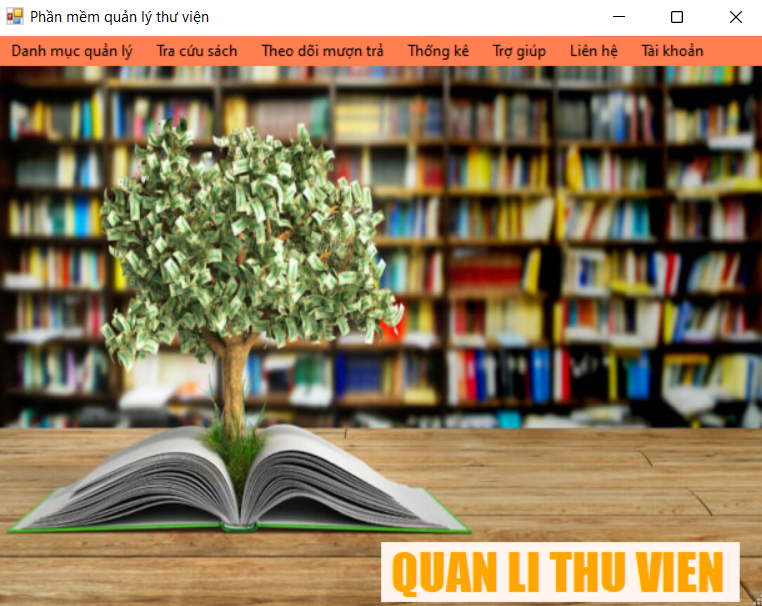 Phần mềm quản lý thư viện
Danh mục quản lý Tra cứu sách Theo dõi mượn trả Thống kê Trợ giúp Liên hệ Tài khoản
QUAN LI THU VIEN